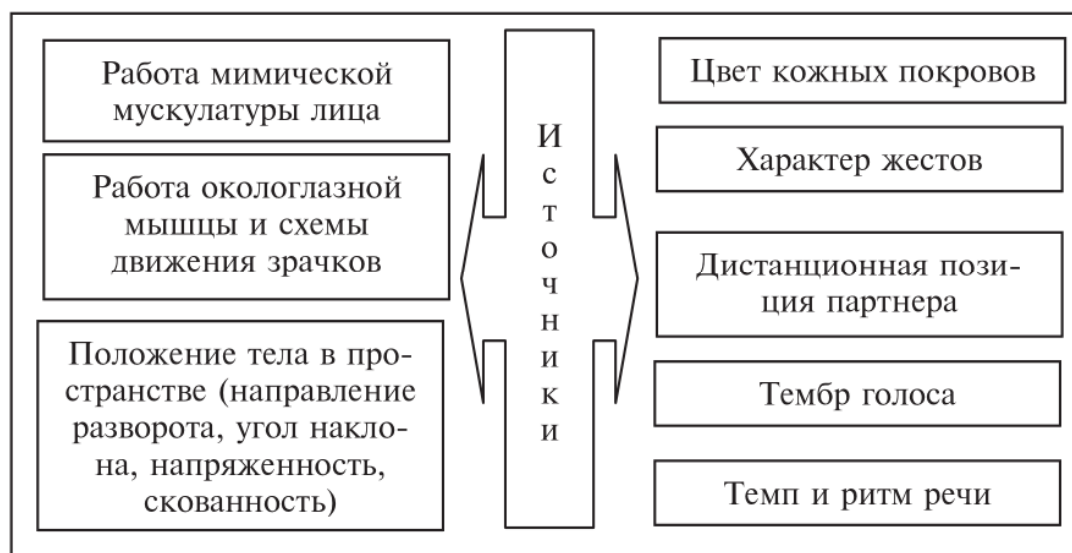 Работа мимической
мускулатуры лица
Работа окологлазной
мышцы и схемы
движения зрачков
Положение тела в про-
странстве (направление
разворота, угол накло-
на, напряженность,
скованность)
Источники
Цвет кожных покровов
Характер жестов
Дистанционная пози-
ция партнера
Тембр голоса
Темп и ритм речи